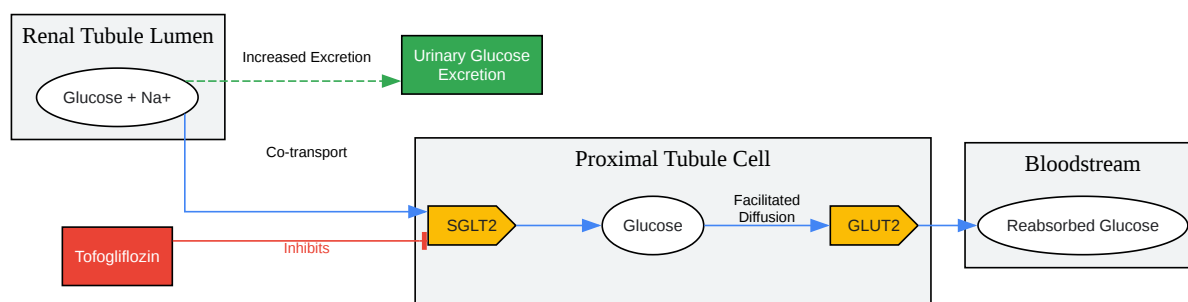 Renal Tubule Lumen
Glucose + Na+
Increased Excretion
Urinary Glucose
Excretion
Co-transport
Proximal Tubule Cell
SGLT2
Glucose
Facilitated
Diffusion
GLUT2
Bloodstream
Reabsorbed Glucose
Tofogliflozin
Inhibits